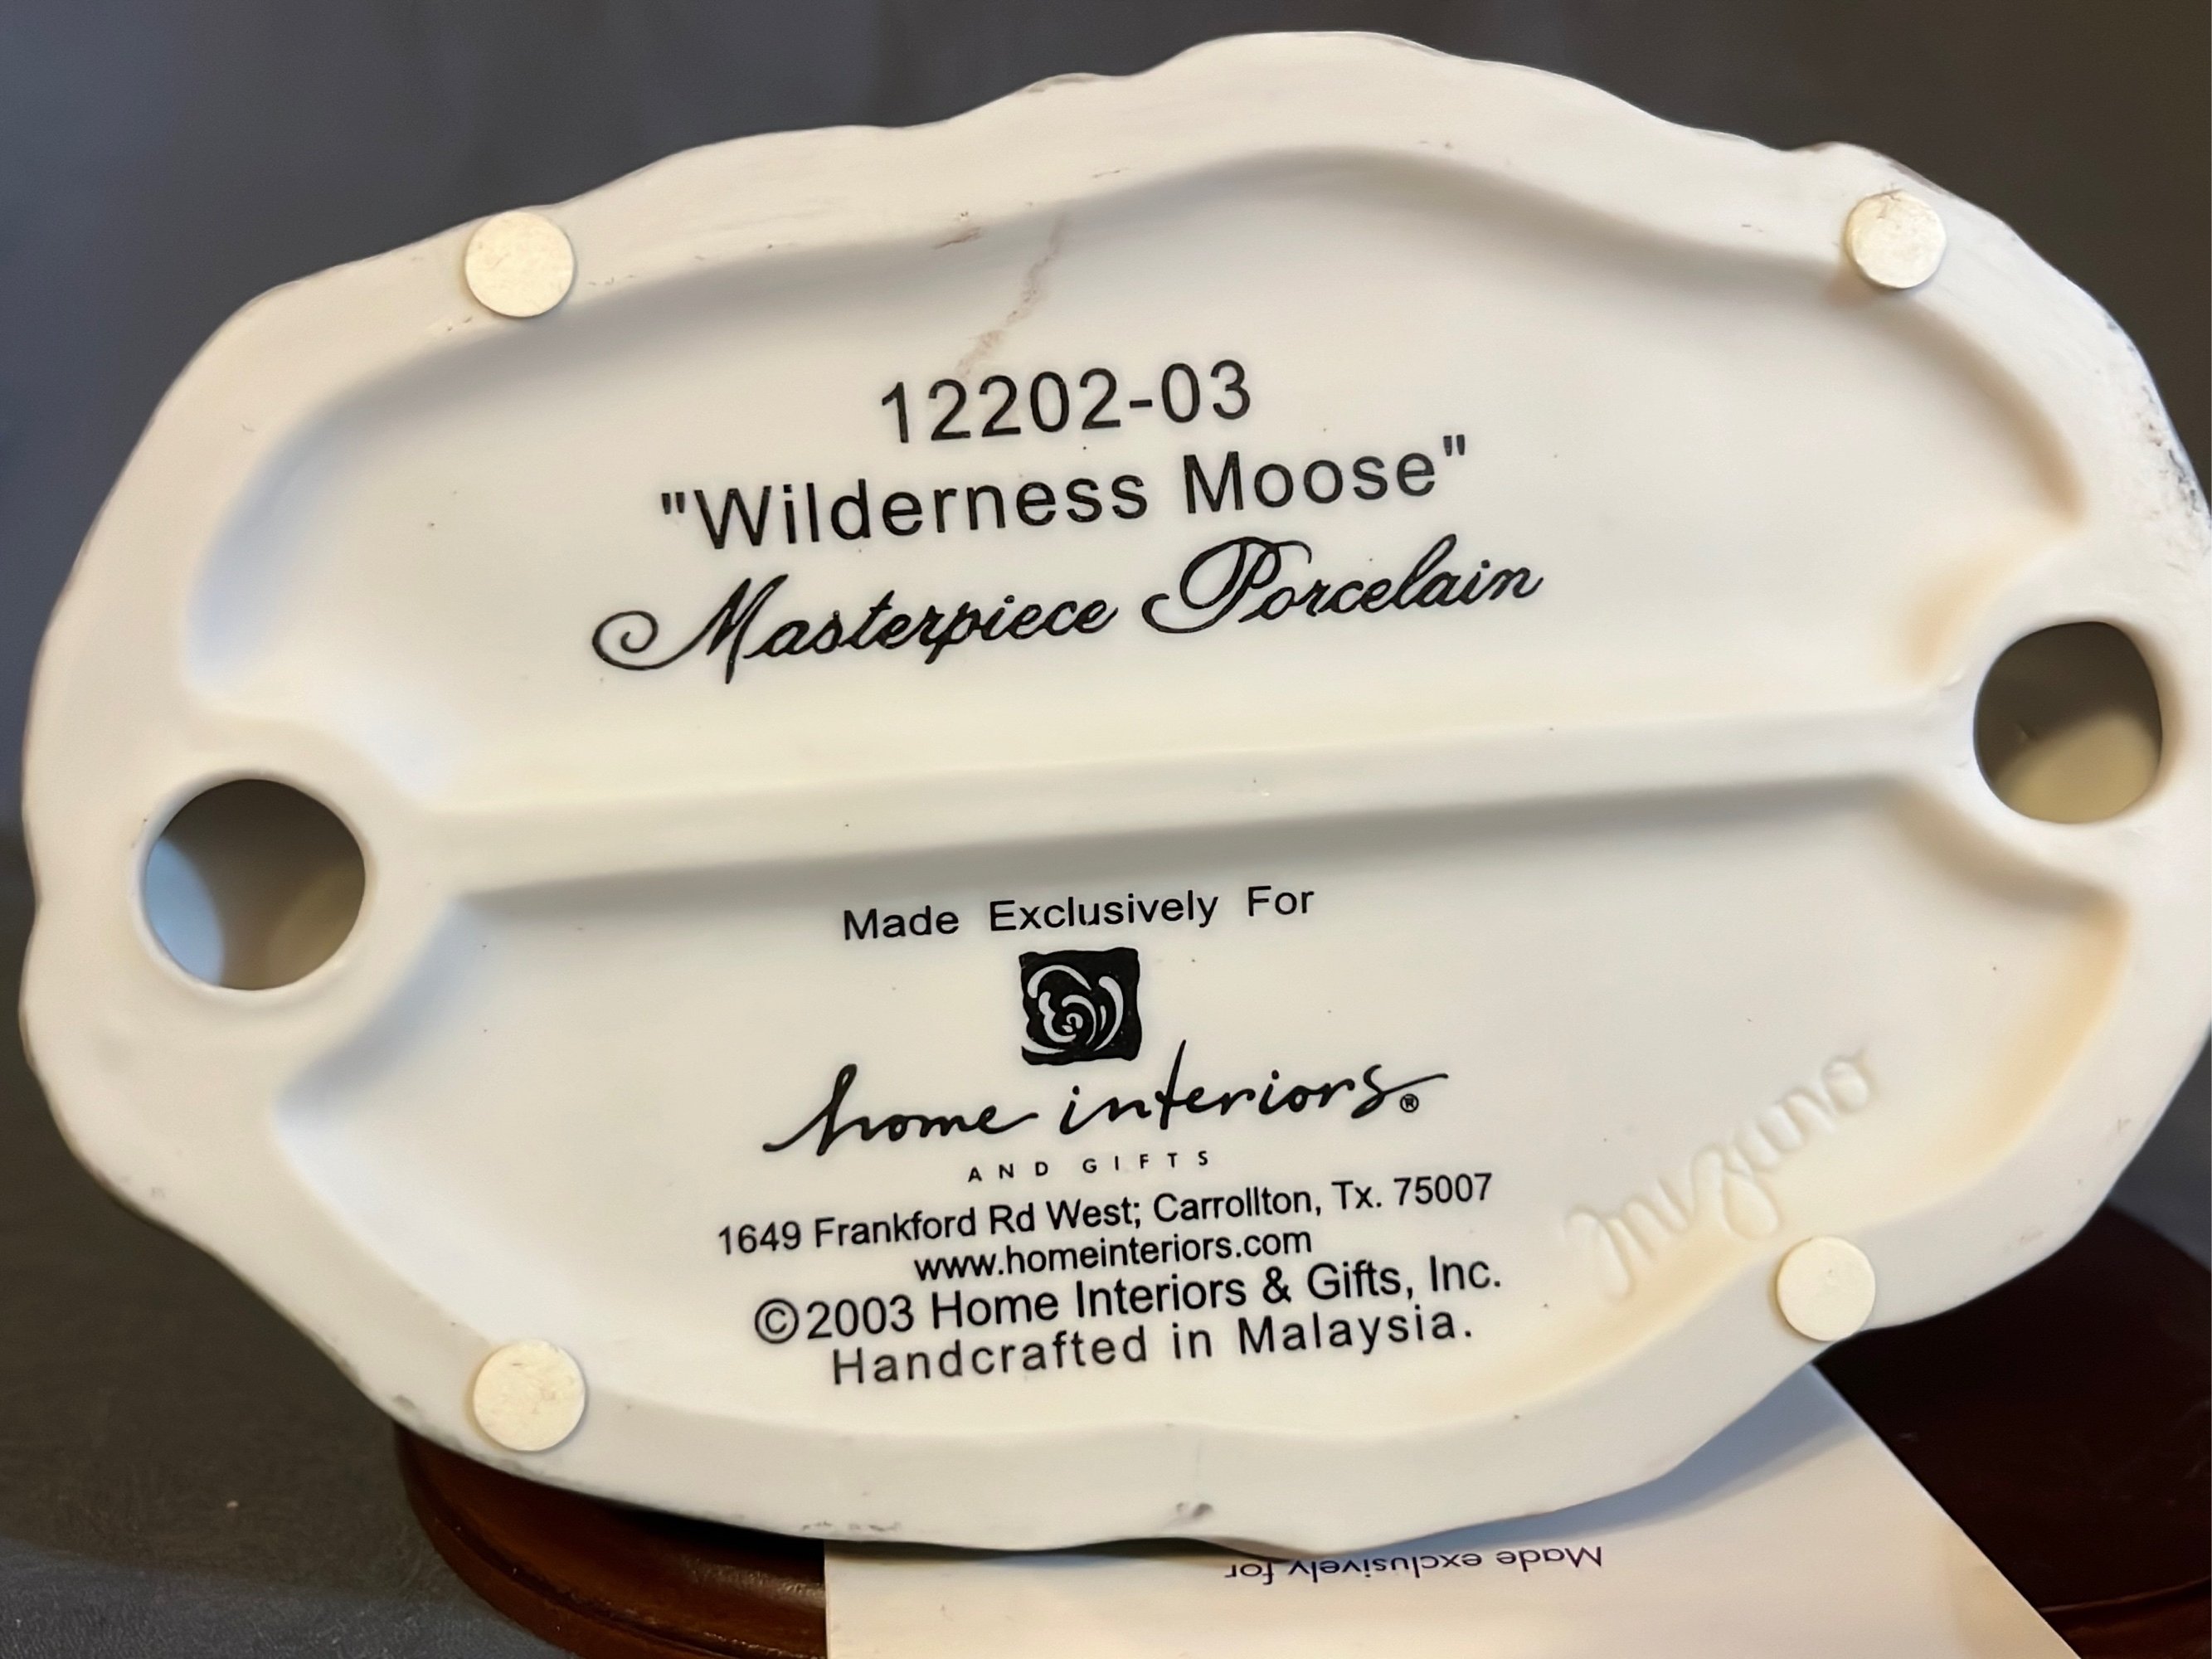 12202-03
"Wilderness Moose"
Masterpiece Porcelain
Made Exclusively For
home interiors®
AND GIFTS
1649 Frankford Rd West; Carrollton, Tx. 75007
www.homeinteriors.com
©2003 Home Interiors & Gifts, Inc.
Handcrafted in Malaysia.
Mizuno
Made exclusively for